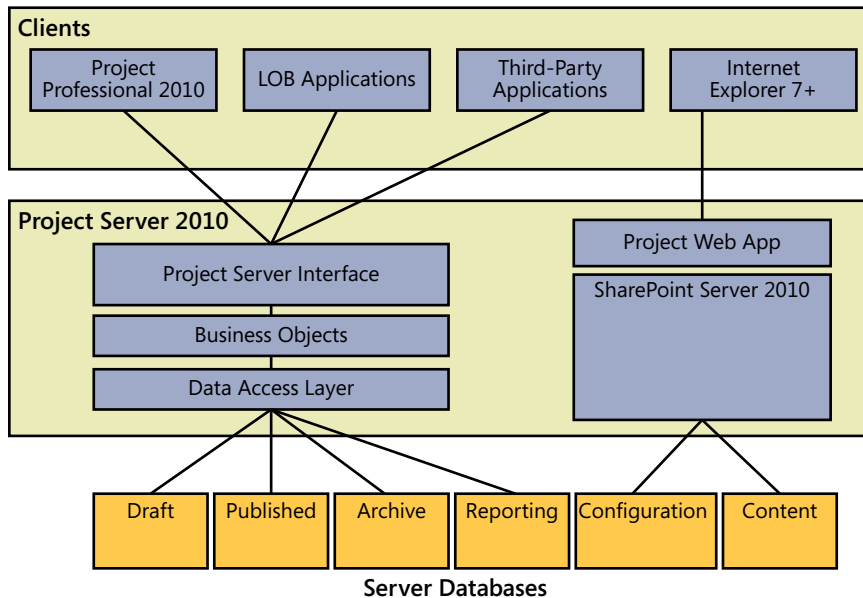 Clients
Project
Professional 2010
LOB Applications
Third-Party
Applications
Internet
Explorer 7+
Project Server 2010
Project Server Interface
Business Objects
Data Access Layer
Project Web App
SharePoint Server 2010
Draft
Published
Archive
Reporting
Configuration
Content
Server Databases